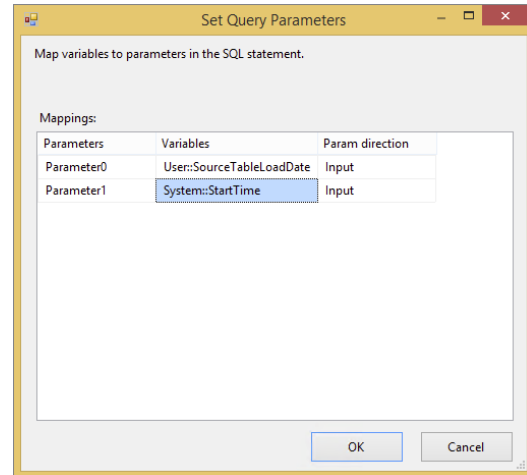 Set Query Parameters
Map variables to parameters in the SQL statement.
Mappings:
Parameters Variables Param direction
Parameter0 User::SourceTableLoadDate Input
Parameter1 System::StartTime Input
OK Cancel